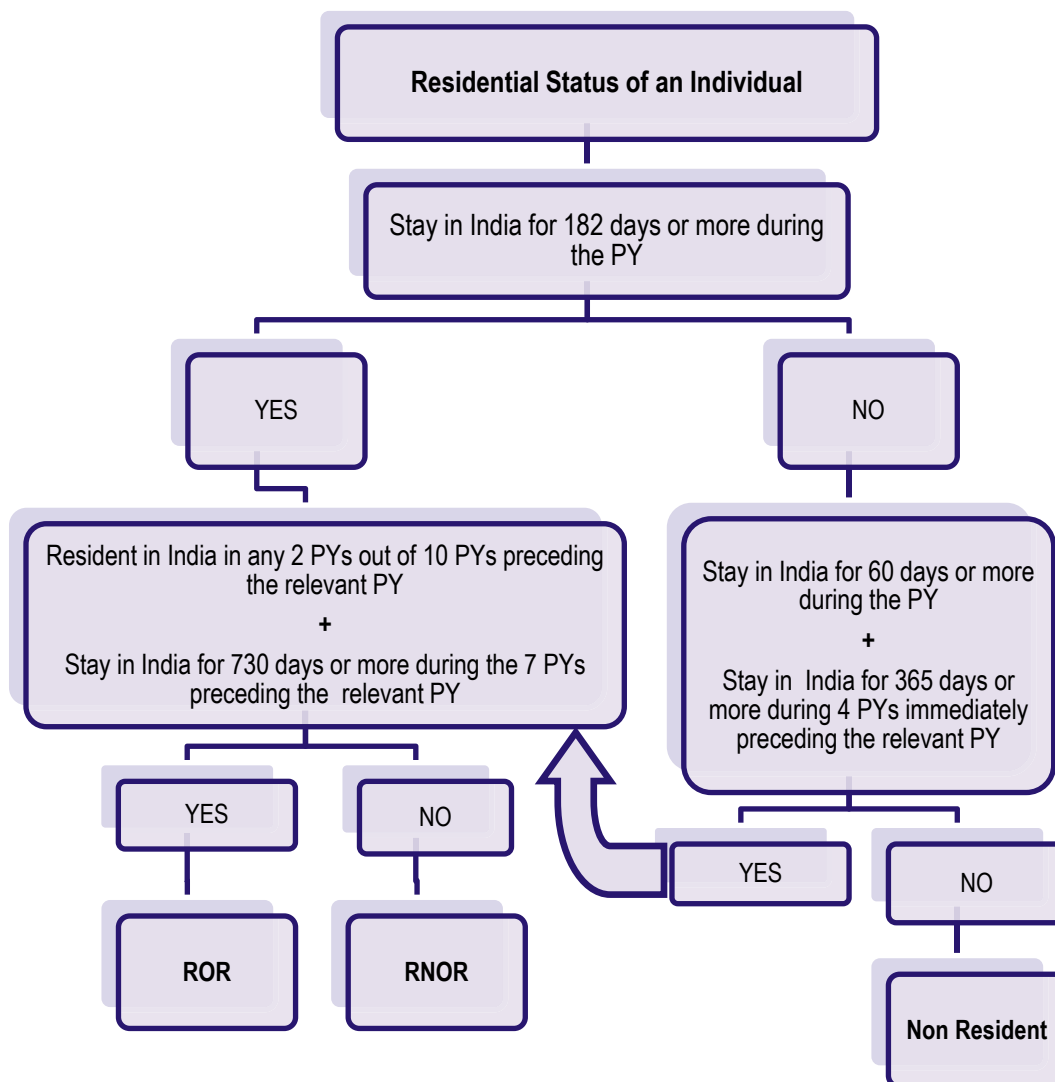 Residential Status of an Individual
Stay in India for 182 days or more during
the PY
YES
NO
Resident in India in any 2 PYs out of 10 PYs preceding
the relevant PY
+
Stay in India for 730 days or more during the 7 PYs
preceding the relevant PY
Stay in India for 60 days or more
during the PY
+
Stay in India for 365 days or
more during 4 PYs immediately
preceding the relevant PY
YES
NO
YES
NO
ROR
RNOR
Non Resident